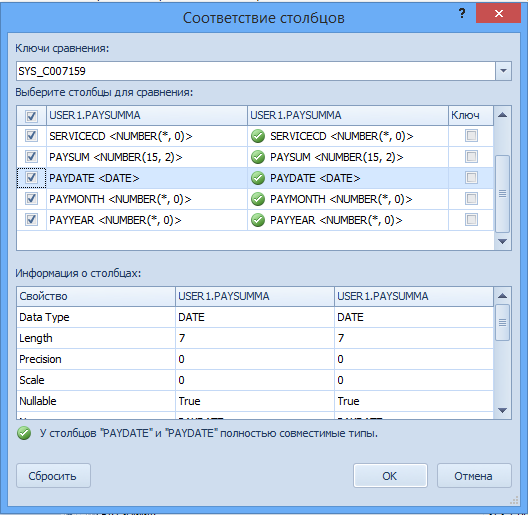 Соответствие столбцов ?
Ключи сравнения:
SYS_C007159
Выберите столбцы для сравнения:
USER1.PAYSUMMA USER1.PAYSUMMA Ключ
SERVICECD <NUMBER(*, 0)> SERVICECD <NUMBER(*, 0)>
PAYSUM <NUMBER(15, 2)> PAYSUM <NUMBER(15, 2)>
PAYDATE <DATE> PAYDATE <DATE>
PAYMONTH <NUMBER(*, 0)> PAYMONTH <NUMBER(*, 0)>
PAYYEAR <NUMBER(*, 0)> PAYYEAR <NUMBER(*, 0)>
Информация о столбцах:
Свойство USER1.PAYSUMMA USER1.PAYSUMMA
Data Type DATE DATE
Length 7 7
Precision 0 0
Scale 0 0
Nullable True True
У столбцов "PAYDATE" и "PAYDATE" полностью совместимые типы.
Сбросить OK Отмена